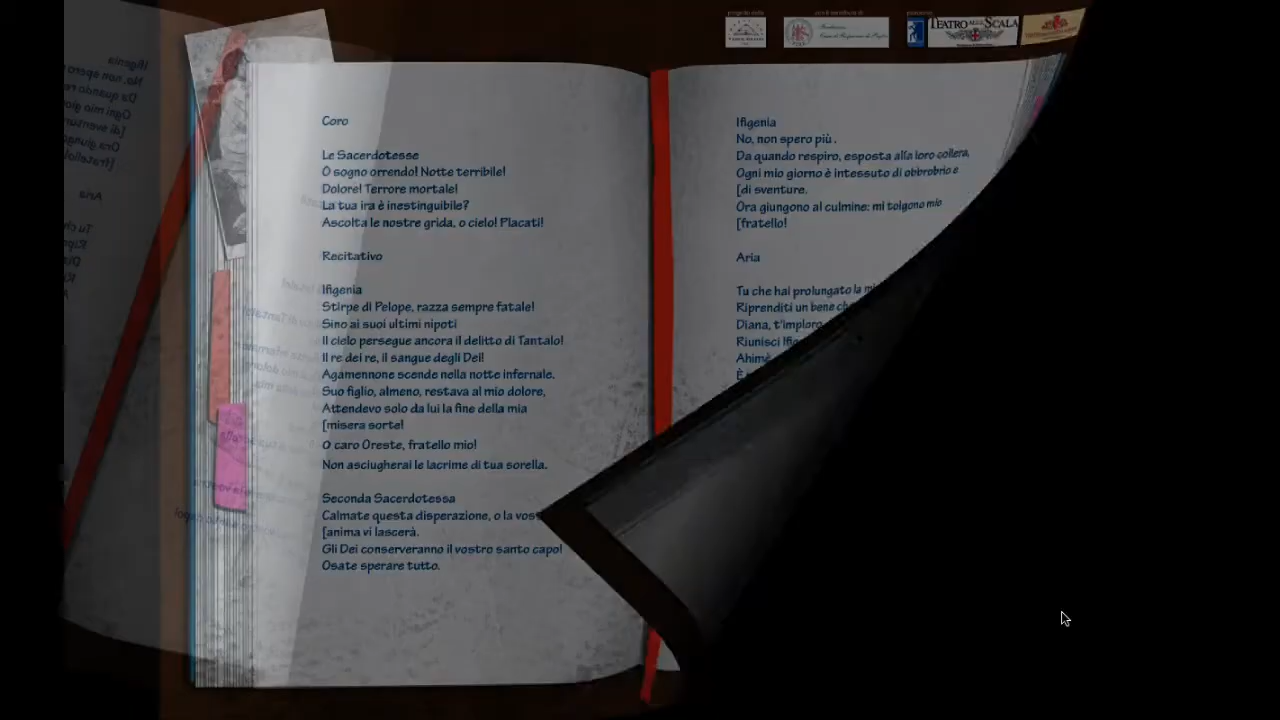 TEATRO ALLA SCALA
Coro
Le Sacerdotesse
O sogno orrendo! Notte terribile!
Dolore! Terrore mortale!
La tua ira è inestinguibile?
Ascolta le nostre grida, o cielo! Placati!
Recitativo
Ifigenia
Stirpe di Pelope, razza sempre fatale!
Sino ai suoi ultimi nipoti
Il cielo persegue ancora il delitto di Tantalo!
Il re dei re, il sangue degli Dei!
Agamennone scende nella notte infernale.
Suo figlio, almeno, restava al mio dolore,
Attendevo solo da lui la fine della mia
[misera sorte!
O caro Oreste, fratello mio!
Non asciugherai le lacrime di tua sorella.
Seconda Sacerdotessa
Calmate questa disperazione, o la
[anima vi lascerà.
Gli Dei conserveranno il vostro santo capo!
Osate sperare tutto.
Ifigenia
No, non spero più .
Da quando respiro, esposta alla loro collera,
Ogni mio giorno è intessuto di obbrobrio e
[di sventure.
Ora giungono al culmine: mi tolgono mio
[fratello!
Aria
Tu che hai prolungato la
Riprenditi un bene
Diana, t'imploro
Riunisci
Ahimè
È